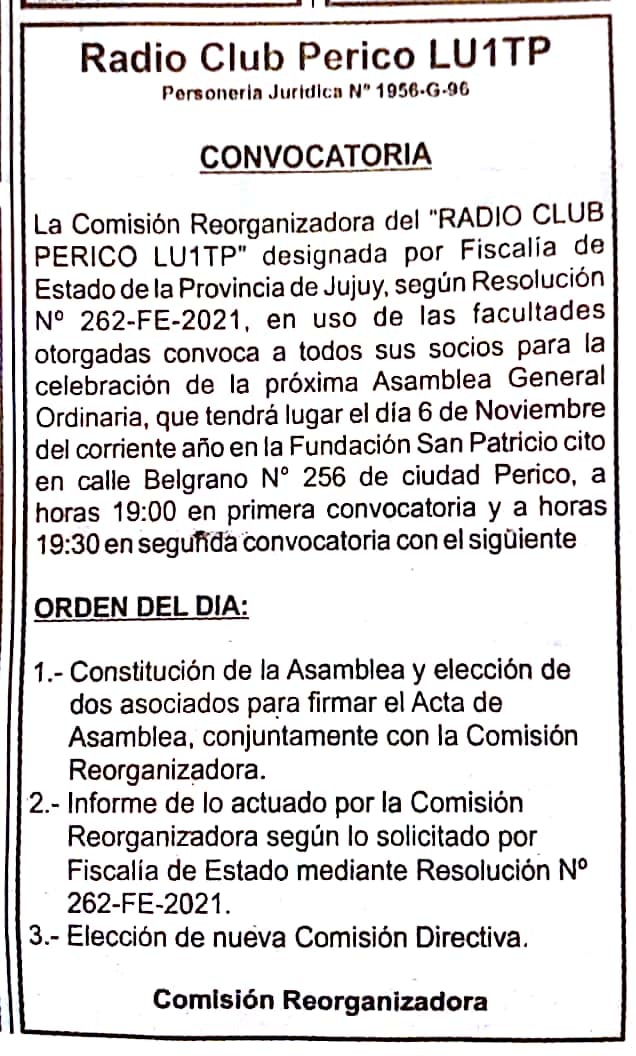 Radio Club Perico LU1TP
Personeria Juridica Nº 1956-G-96
CONVOCATORIA
La Comisión Reorganizadora del "RADIO CLUB
PERICO LU1TP" designada por Fiscalía de
Estado de la Provincia de Jujuy, según Resolución
Nº 262-FE-2021, en uso de las facultades
otorgadas convoca a todos sus socios para la
celebración de la próxima Asamblea General
Ordinaria, que tendrá lugar el día 6 de Noviembre
del corriente año en la Fundación San Patricio cito
en calle Belgrano Nº 256 de ciudad Perico, a
horas 19:00 en primera convocatoria y a horas
19:30 en segunda convocatoria con el sigüiente
ORDEN DEL DIA:
1.- Constitución de la Asamblea y elección de
dos asociados para firmar el Acta de
Asamblea, conjuntamente con la Comisión
Reorganizadora.
2.- Informe de lo actuado por la Comisión
Reorganizadora según lo solicitado por
Fiscalía de Estado mediante Resolución Nº
262-FE-2021.
3.- Elección de nueva Comisión Directiva.
Comisión Reorganizadora